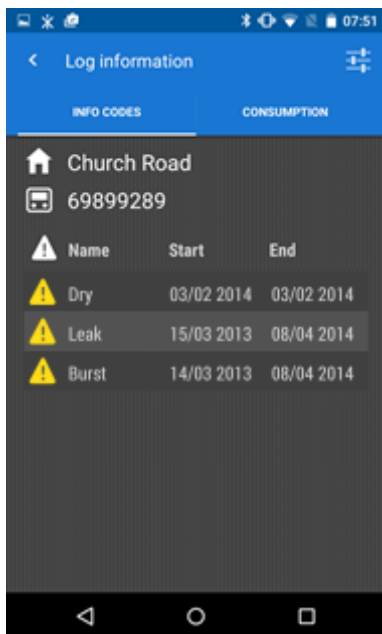 07:51
Log information
INFO CODES CONSUMPTION
Church Road
69899289
Name Start End
Dry 03/02 2014 03/02 2014
Leak 15/03 2013 08/04 2014
Burst 14/03 2013 08/04 2014